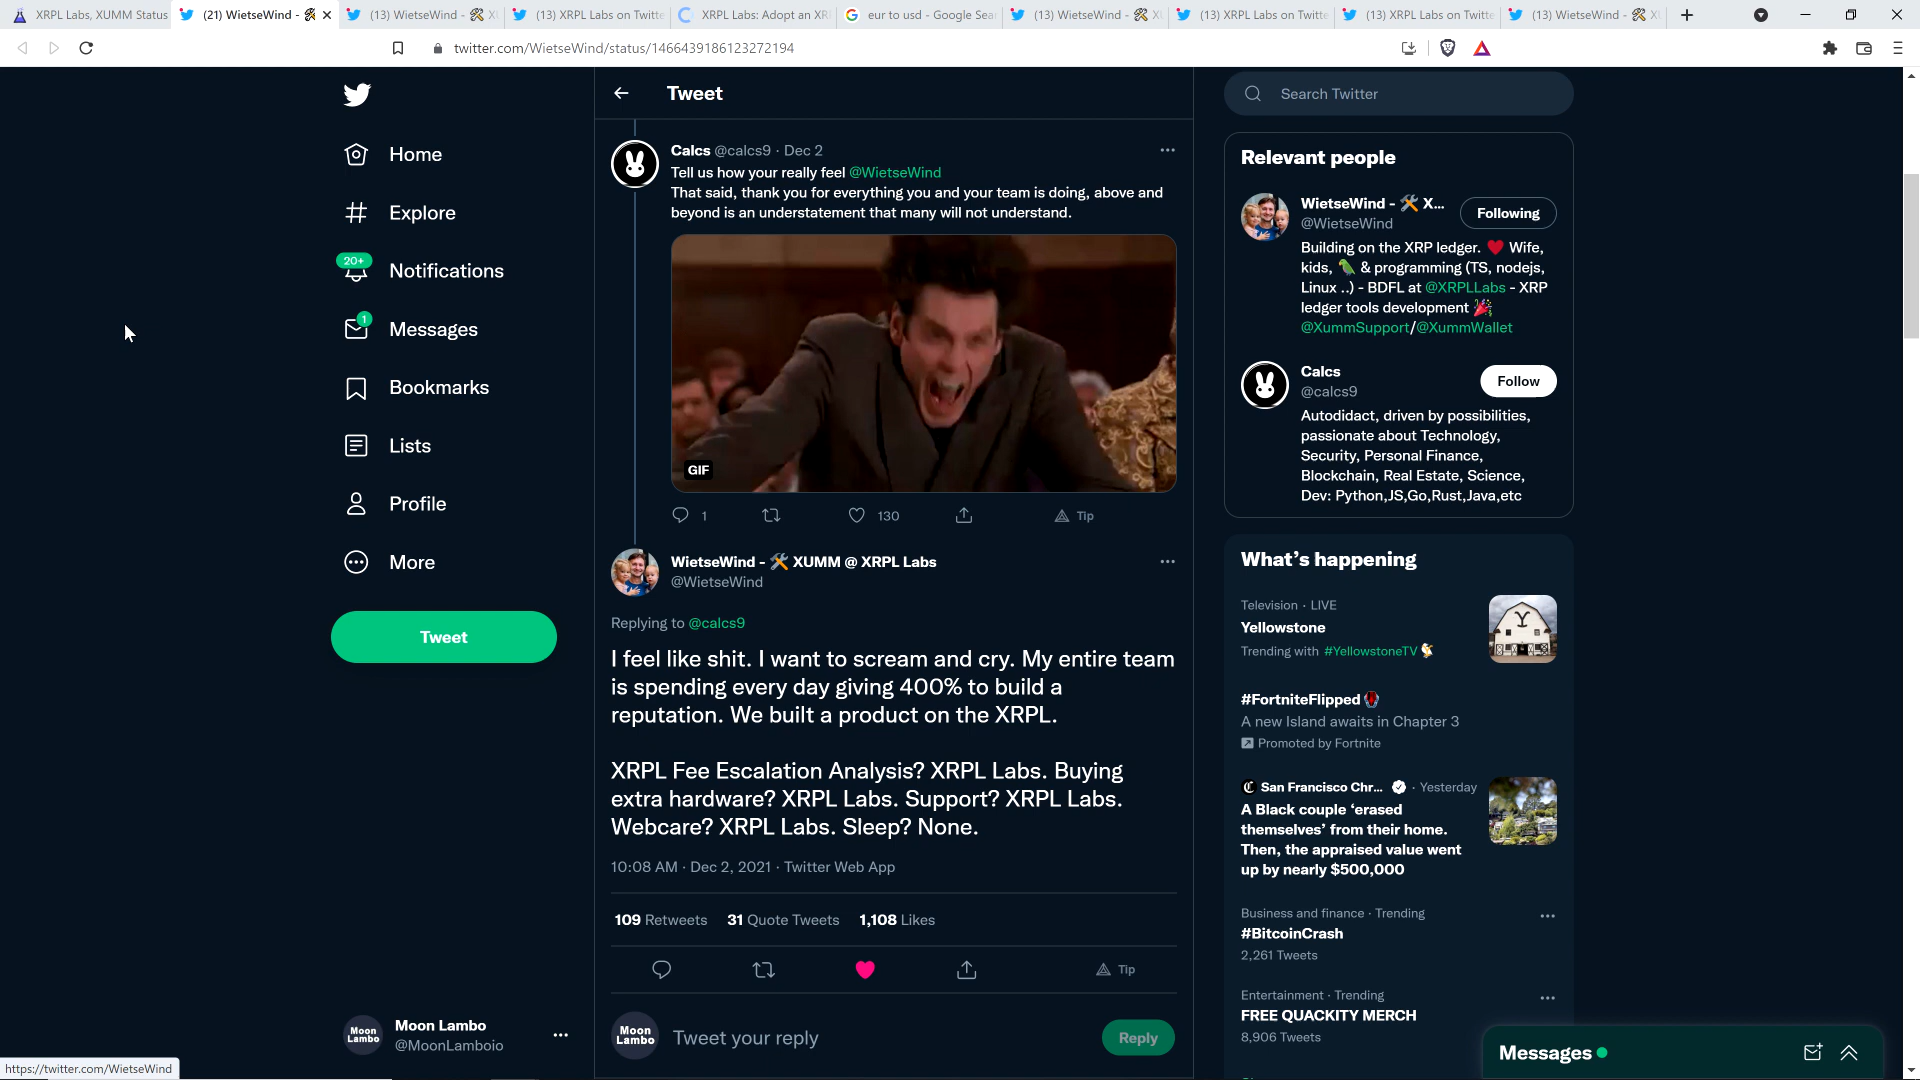 XRPL Labs, XUMM Status
(21) WietseWind - 🛠
(13) WietseWind - 🛠 X
(13) XRPL Labs on Twitte
XRPL Labs: Adopt an XR
eur to usd - Google Sea
(13) WietseWind - 🛠 X
(13) XRPL Labs on Twitte
(13) XRPL Labs on Twitte
(13) WietseWind - 🛠 X
twitter.com/WietseWind/status/1466439186123272194
Home
Explore
20+
Notifications
1
Messages
Bookmarks
Lists
Profile
More
Tweet
Moon Lambo
Moon Lambo
@MoonLamboio
https://twitter.com/WietseWind
Tweet
Calcs @calcs9 · Dec 2
Tell us how your really feel @WietseWind
That said, thank you for everything you and your team is doing, above and
beyond is an understatement that many will not understand.
GIF
1
130
Tip
WietseWind - 🛠 XUMM @ XRPL Labs
@WietseWind
Replying to @calcs9
I feel like shit. I want to scream and cry. My entire team
is spending every day giving 400% to build a
reputation. We built a product on the XRPL.
XRPL Fee Escalation Analysis? XRPL Labs. Buying
extra hardware? XRPL Labs. Support? XRPL Labs.
Webcare? XRPL Labs. Sleep? None.
10:08 AM · Dec 2, 2021 · Twitter Web App
109 Retweets 31 Quote Tweets 1,108 Likes
Tip
Moon Lambo
Tweet your reply
Reply
Search Twitter
Relevant people
WietseWind - 🛠 X...
@WietseWind
Following
Building on the XRP ledger. ❤️ Wife,
kids, 🦜 & programming (TS, nodejs,
Linux ..) - BDFL at @XRPLLabs - XRP
ledger tools development 🎉
@XummSupport/@XummWallet
Calcs
@calcs9
Follow
Autodidact, driven by possibilities,
passionate about Technology,
Security, Personal Finance,
Blockchain, Real Estate, Science,
Dev: Python,JS,Go,Rust,Java,etc
What's happening
Television · LIVE
Yellowstone
Trending with #YellowstoneTV
#FortniteFlipped
A new Island awaits in Chapter 3
Promoted by Fortnite
San Francisco Chr... · Yesterday
A Black couple ‘erased
themselves’ from their home.
Then, the appraised value went
up by nearly $500,000
Business and finance · Trending
#BitcoinCrash
2,261 Tweets
Entertainment · Trending
FREE QUACKITY MERCH
8,906 Tweets
Messages